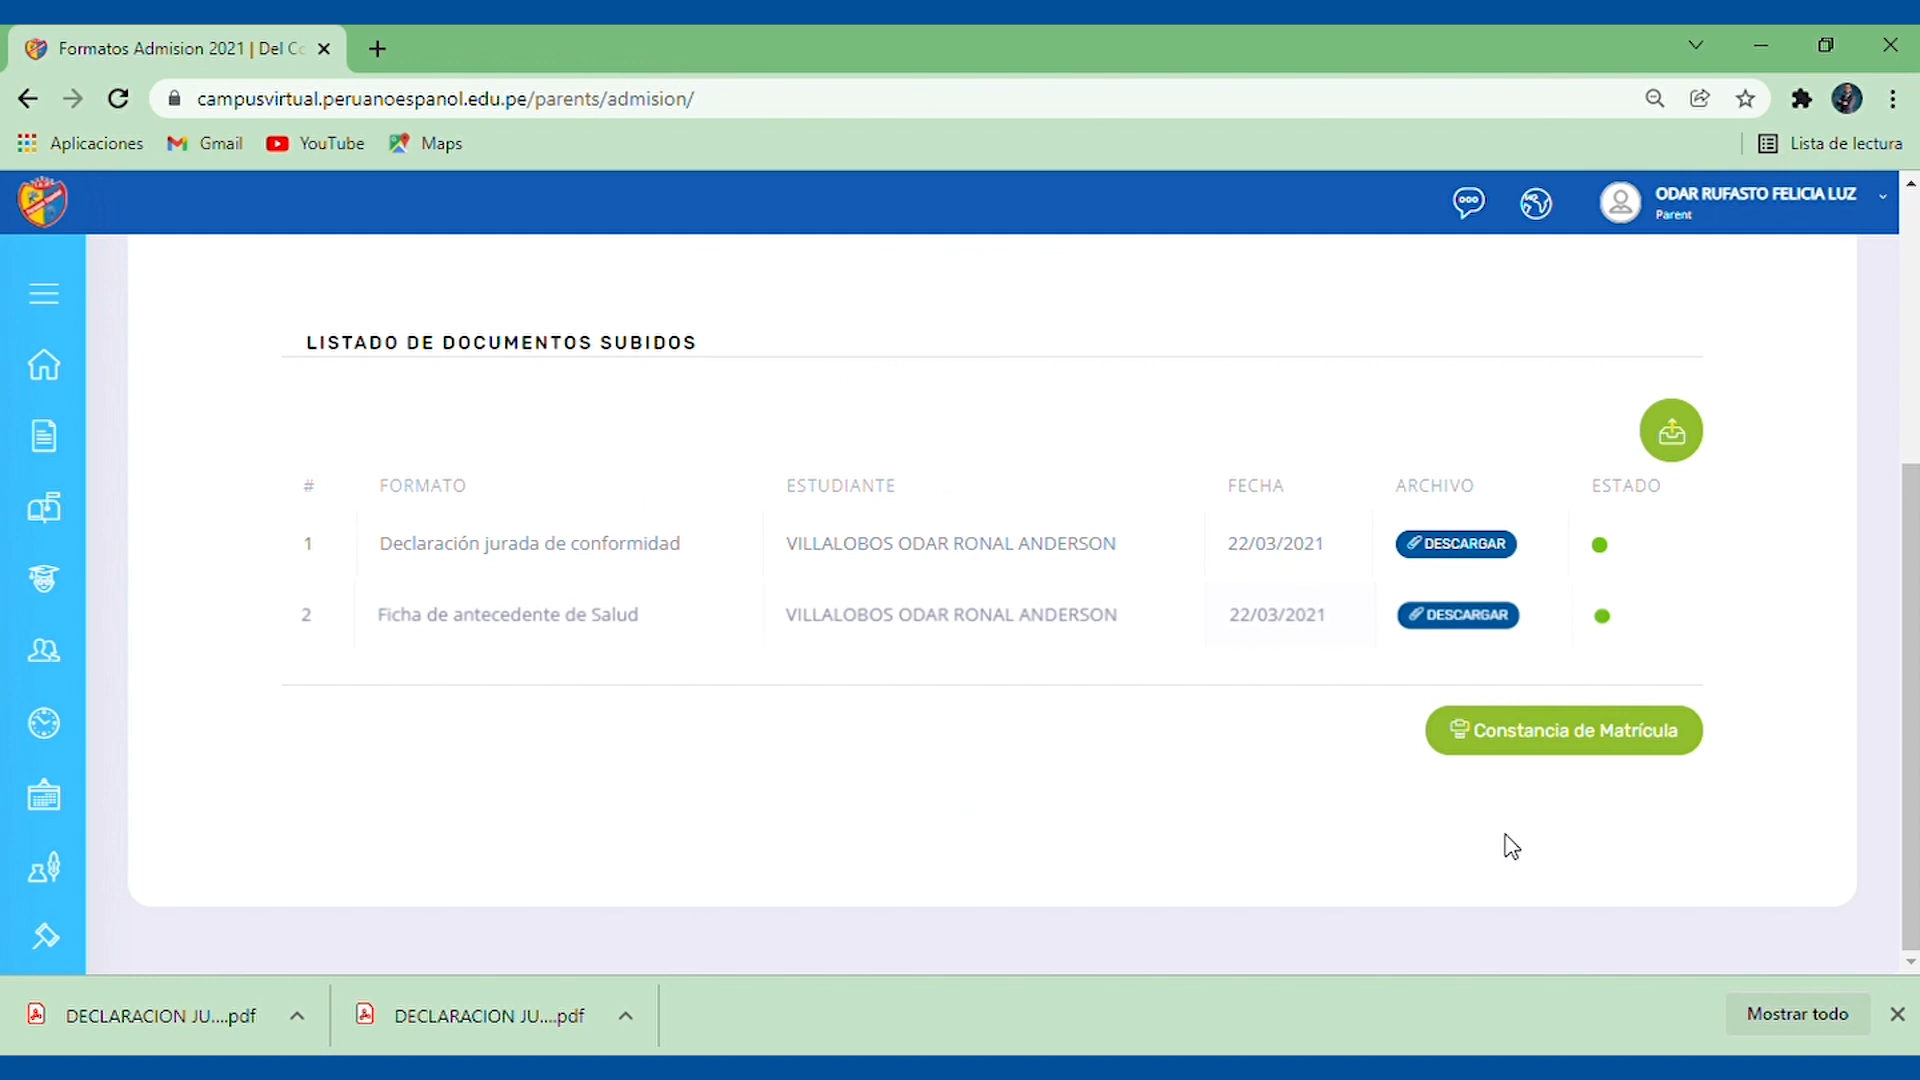 Formatos Admision 2021 | Del Co
campusvirtual.peruanoespanol.edu.pe/parents/admision/
Aplicaciones Gmail YouTube Maps Lista de lectura
ODAR RUFASTO FELICIA LUZ
Parent
LISTADO DE DOCUMENTOS SUBIDOS
# FORMATO ESTUDIANTE FECHA ARCHIVO ESTADO
1 Declaración jurada de conformidad VILLALOBOS ODAR RONAL ANDERSON 22/03/2021 DESCARGAR
2 Ficha de antecedente de Salud VILLALOBOS ODAR RONAL ANDERSON 22/03/2021 DESCARGAR
Constancia de Matrícula
DECLARACION JU....pdf DECLARACION JU....pdf Mostrar todo